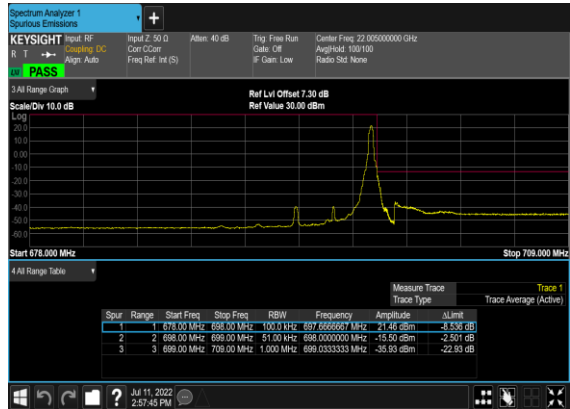 Spectrum Analyzer 1
Spurious Emissions
+
KEYSIGHT Input: RF Input Z: 50 Ω Atten: 40 dB Trig: Free Run Center Freq: 22.005000000 GHz
R T Coupling: DC Corr CCorr Gate: Off Avg|Hold: 100/100
Align: Auto Freq Ref: Int (S) IF Gain: Low Radio Std: None
PASS
3 All Range Graph
Ref Lvl Offset 7.30 dB
Scale/Div 10.0 dB Ref Value 30.00 dBm
Log
20.0
10.0
0.00
-10.0
-20.0
-30.0
-40.0
-50.0
-60.0
Start 678.000 MHz Stop 709.000 MHz
4 All Range Table
Measure Trace Trace 1
Trace Type Trace Average (Active)
Spur Range Start Freq Stop Freq RBW Frequency Amplitude ΔLimit
1 1 678.00 MHz 698.00 MHz 100.0 kHz 697.6666667 MHz 21.46 dBm -8.536 dB
2 2 698.00 MHz 699.00 MHz 51.00 kHz 698.0000000 MHz -15.50 dBm -2.501 dB
3 3 699.00 MHz 709.00 MHz 1.000 MHz 699.0333333 MHz -35.93 dBm -22.93 dB
? Jul 11, 2022
2:57:45 PM